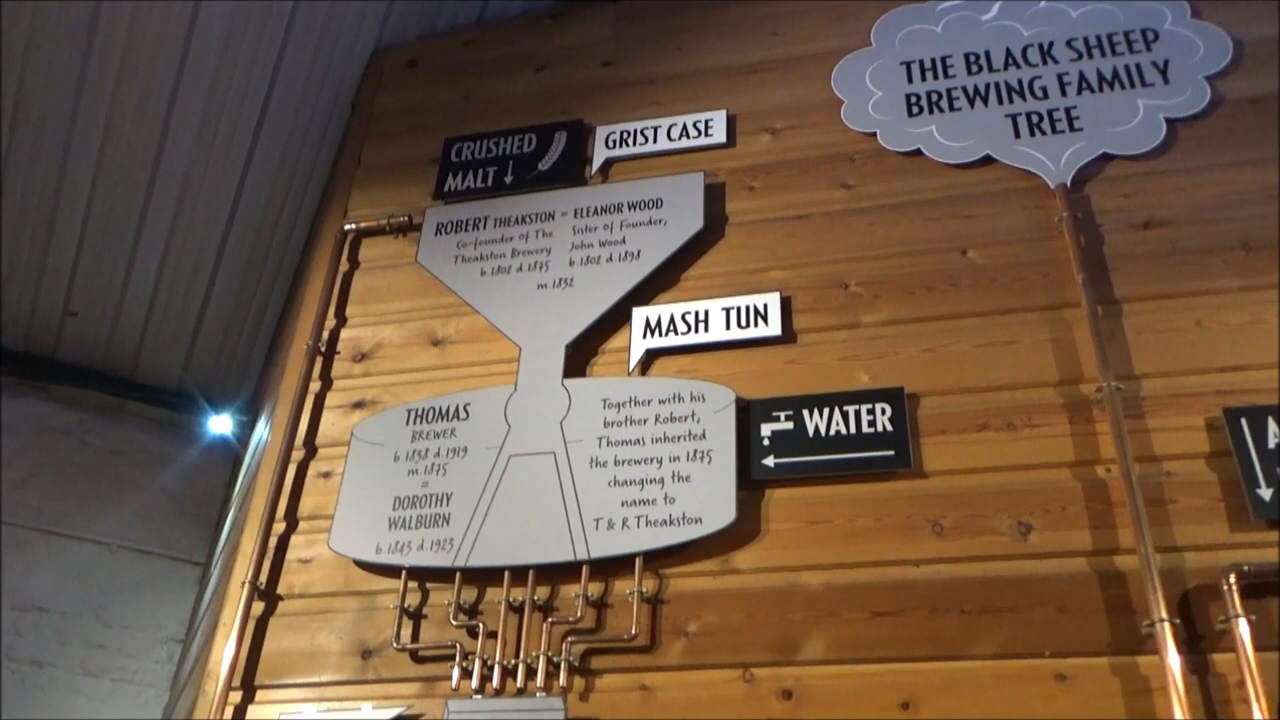 THE BLACK SHEEP
BREWING FAMILY
TREE
CRUSHED
MALT
GRIST CASE
ROBERT THEAKSTON = ELEANOR WOOD
Co-founder of The
Theakston Brewery
b.1802 d.1875
Sister of Founder,
John Wood
b.1802 d.1898
m.1832
MASH TUN
THOMAS
BREWER
b.1858 d.1919
m.1875
=
DOROTHY
WALBURN
b.1843 d.1923
Together with his
brother Robert,
Thomas inherited
the brewery in 1875
changing the
name to
T & R Theakston
WATER